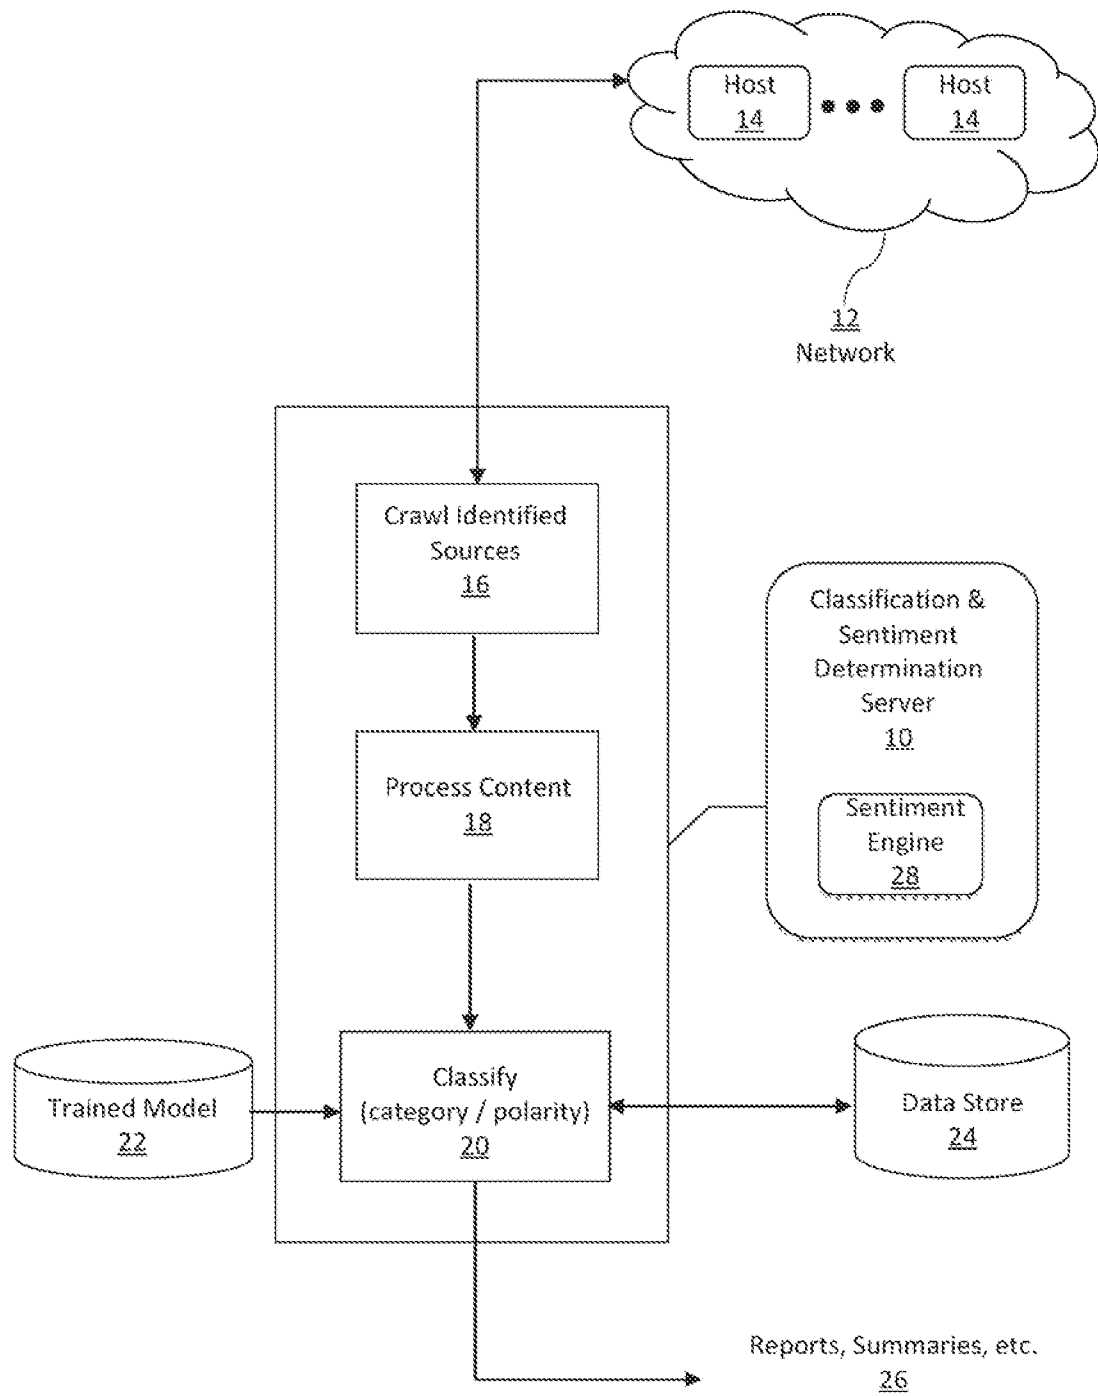 Host
14
Host
14
12
Network
Crawl Identified
Sources
16
Classification &
Sentiment
Determination
Server
10
Process Content
18
Sentiment
Engine
28
Trained Model
22
Classify
(category / polarity)
20
Data Store
24
Reports, Summaries, etc.
26